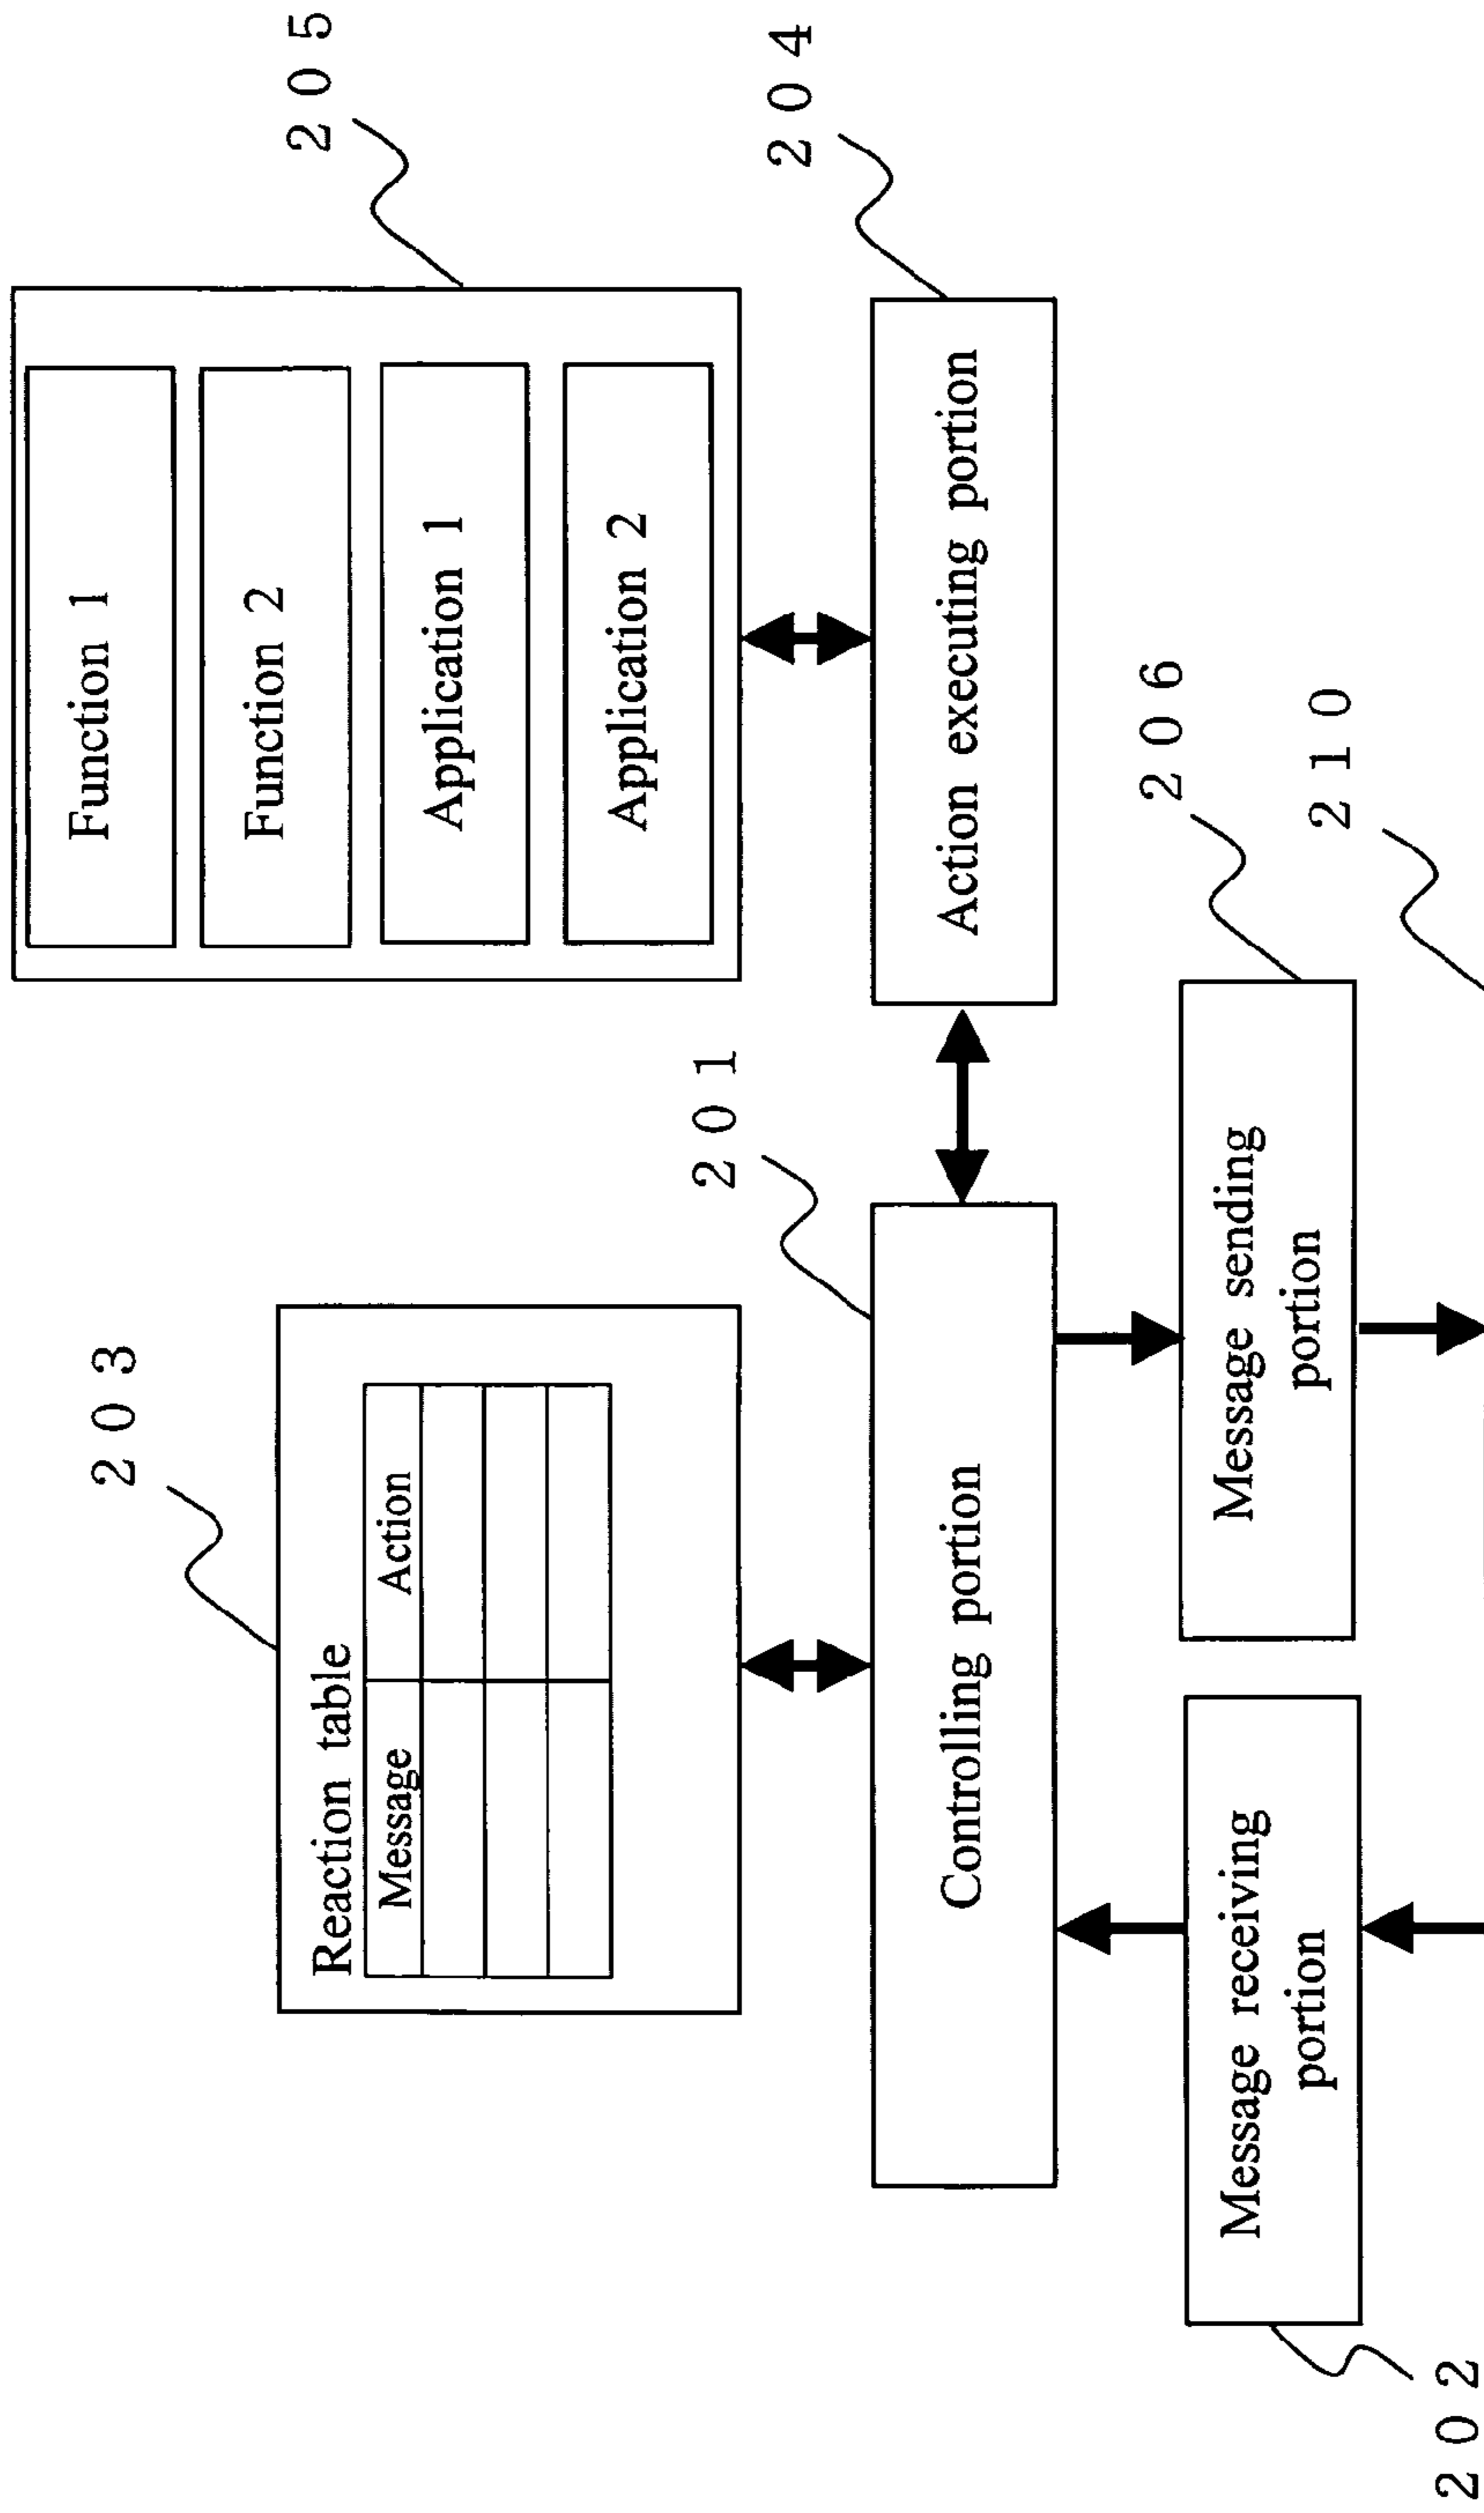 203
Reaction table
Message Action
205
Function 1
Function 2
Application 1
Application 2
201
Controlling portion
204
Action executing portion
202
Message receiving
portion
206
Message sending
portion
210